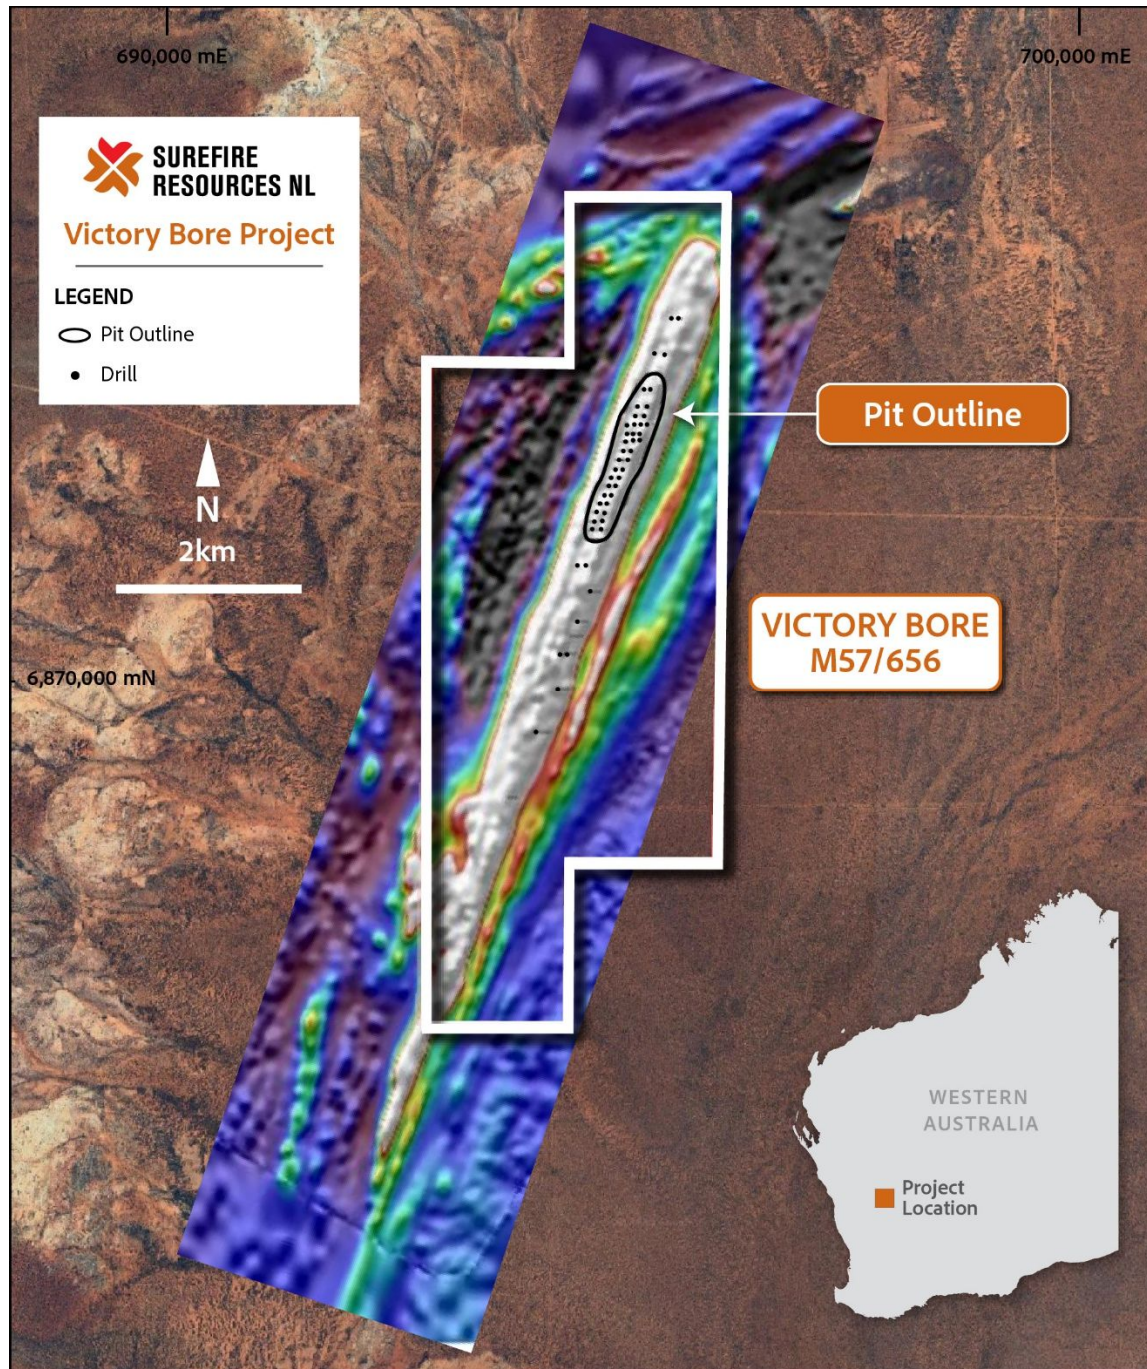 690,000 mE
700,000 mE
SUREFIRE
RESOURCES NL
Victory Bore Project
LEGEND
Pit Outline
Drill
Pit Outline
N
2km
VICTORY BORE
M57/656
6,870,000 mN
WESTERN
AUSTRALIA
Project
Location